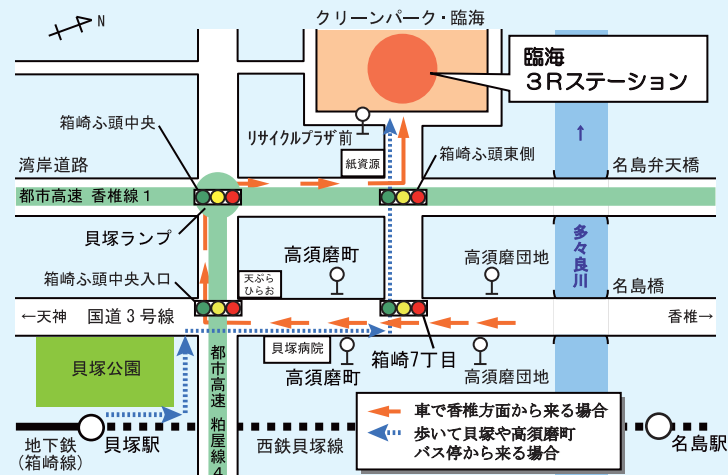 N
クリーンパーク・臨海
臨海
3Rステーション
箱崎ふ頭中央
リサイクルプラザ前
紙資源
箱崎ふ頭東側
湾岸道路
名島弁天橋
都市高速 香椎線1
貝塚ランプ
高須磨町
高須磨団地
多々良川
箱崎ふ頭中央入口
天ぷら
ひらお
名島橋
←天神
国道3号線
香椎→
貝塚病院
箱崎7丁目
貝塚公園
高須磨町
高須磨団地
都市高速 粕屋線4
車で香椎方面から来る場合
歩いて貝塚や高須磨町
バス停から来る場合
地下鉄
(箱崎線)
貝塚駅
西鉄貝塚線
名島駅